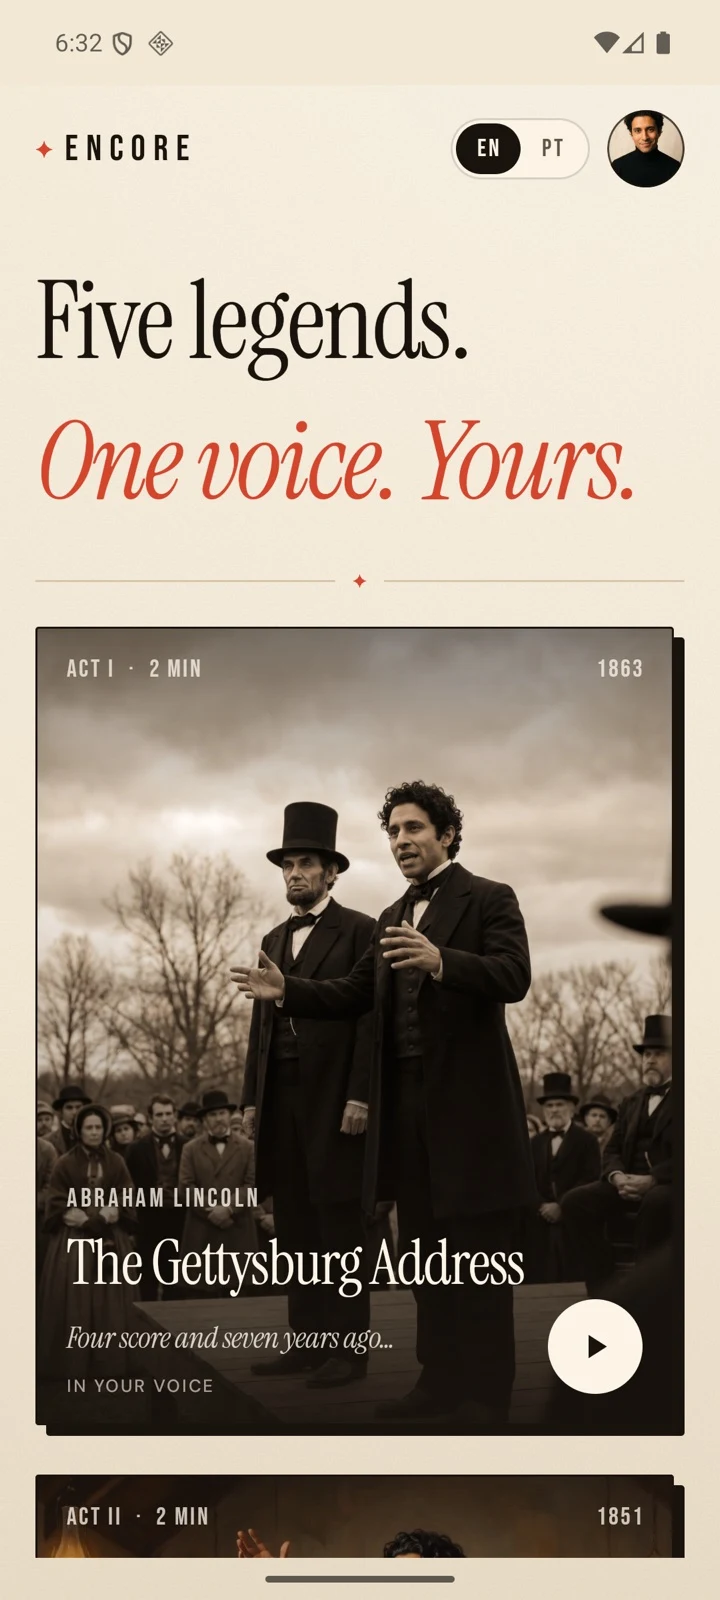 6:32
ENCORE
EN PT
Five legends.
One voice. Yours.
ACT I · 2 MIN
1863
ABRAHAM LINCOLN
The Gettysburg Address
Four score and seven years ago...
IN YOUR VOICE
ACT II · 2 MIN
1851